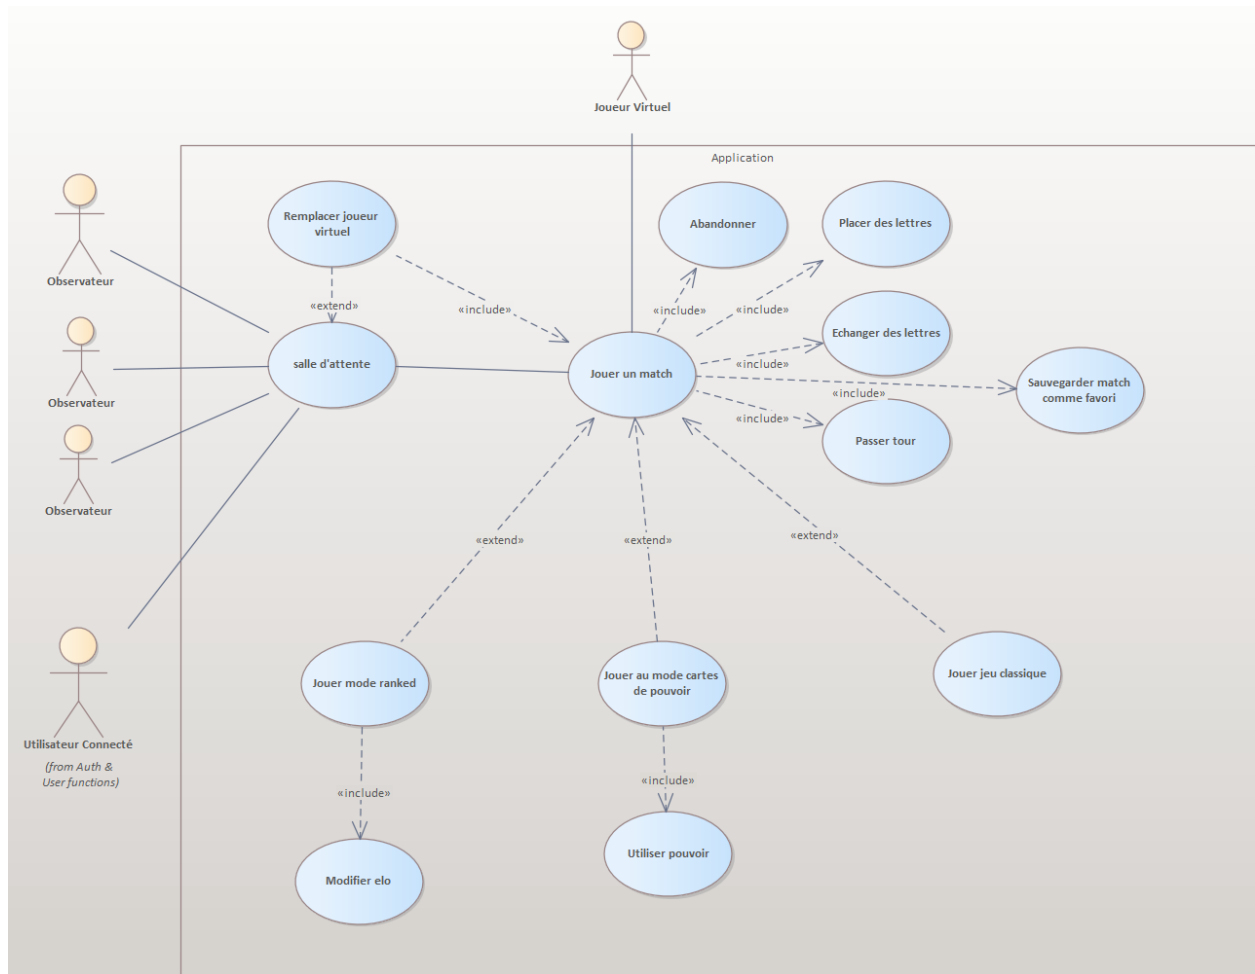 Joueur Virtuel
Application
Remplacer joueur
virtuel
Abandonner
Placer des lettres
Observateur
«extend»
«include»
«include»
«include»
Echanger des lettres
salle d'attente
Jouer un match
«include»
Sauvegarder match
comme favori
Observateur
«include»
«include»
Passer tour
Observateur
«extend»
«extend»
«extend»
Jouer mode ranked
Jouer au mode cartes
de pouvoir
Jouer jeu classique
Utilisateur Connecté
(from Auth &
User functions)
«include»
«include»
Utiliser pouvoir
Modifier elo